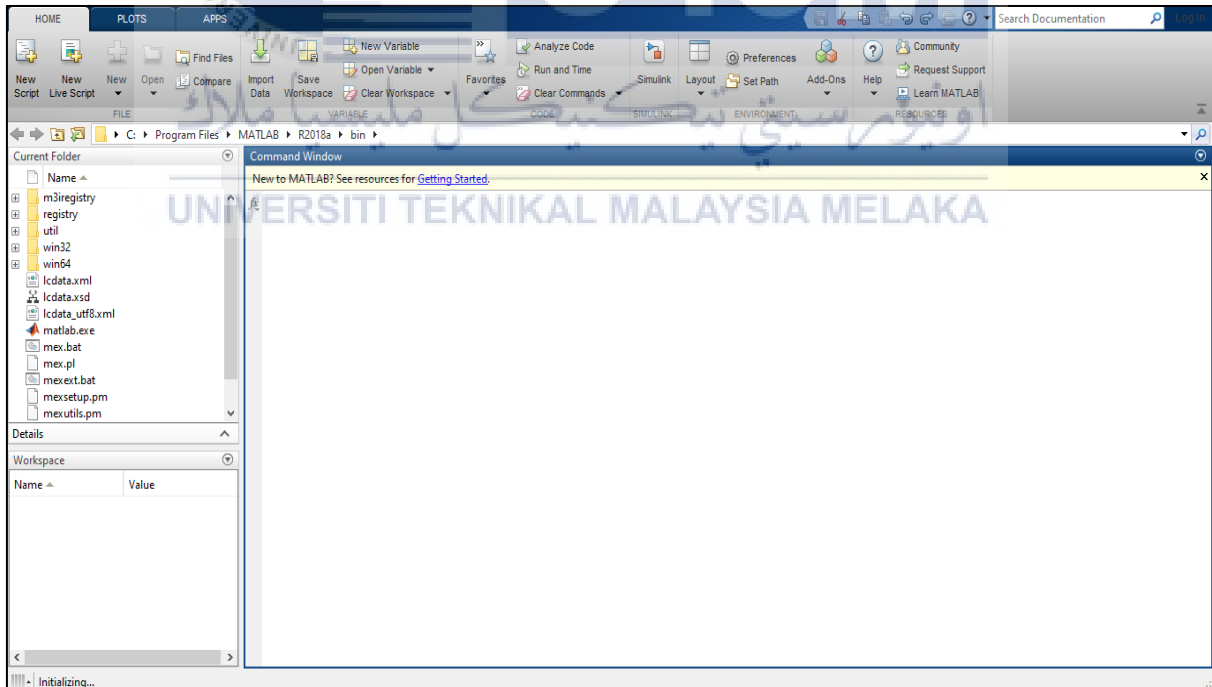 HOME PLOTS APPS Search Documentation Log In
New Script
New Live Script
New
Open
Find Files
Compare
FILE
Import Data
Save Workspace
New Variable
Open Variable
Clear Workspace
VARIABLE
Favorites
Analyze Code
Run and Time
Clear Commands
CODE
Simulink
SIMULINK
Layout
Preferences
Set Path
Add-Ons
ENVIRONMENT
Help
Community
Request Support
Learn MATLAB
RESOURCES
C: Program Files MATLAB R2018a bin
اونيۏرسيتي تيكنيكل مليسيا ملاك
UNIVERSITI TEKNIKAL MALAYSIA MELAKA
Current Folder
Name
m3iregistry
registry
util
win32
win64
lcdata.xml
lcdata.xsd
lcdata_utf8.xml
matlab.exe
mex.bat
mex.pl
mexext.bat
mexsetup.pm
mexutils.pm
Details
Workspace
Name Value
Command Window
New to MATLAB? See resources for Getting Started.
fx
Initializing...